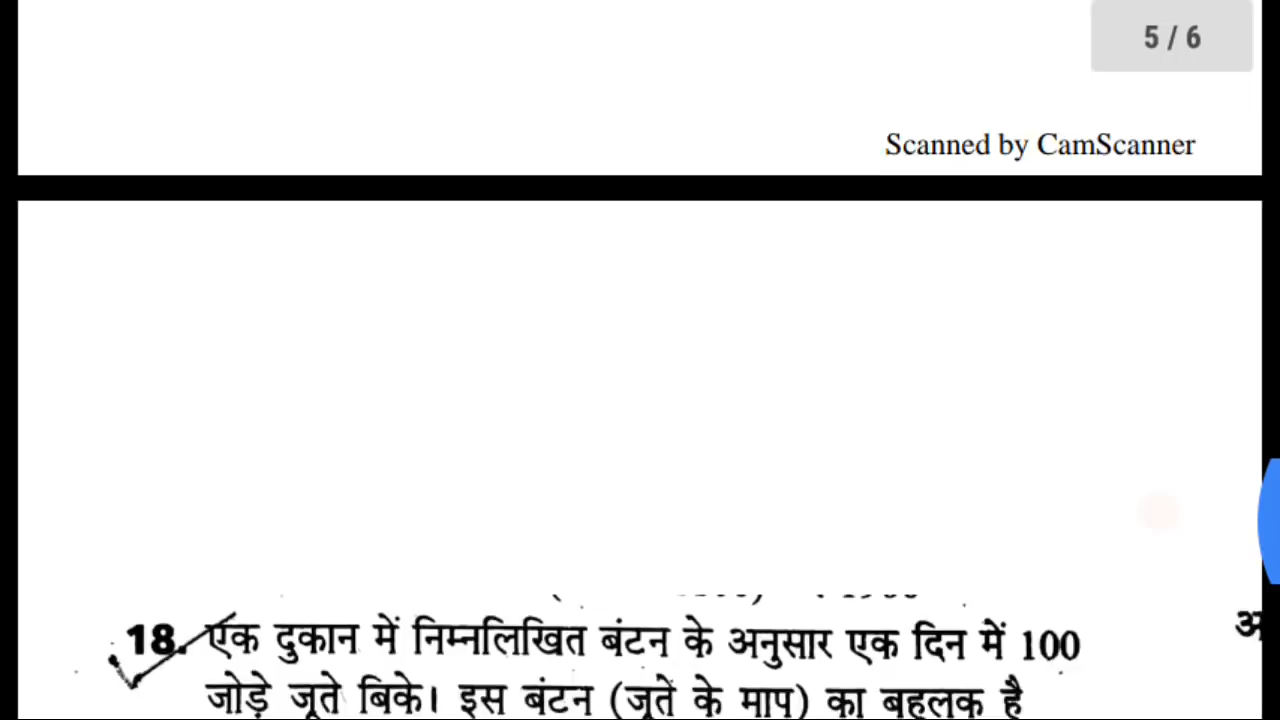 5 / 6
Scanned by CamScanner
18. एक दुकान में निम्नलिखित बंटन के अनुसार एक दिन में 100
जोड़े जूते बिके। इस बंटन (जूते के माप) का बहुलक है